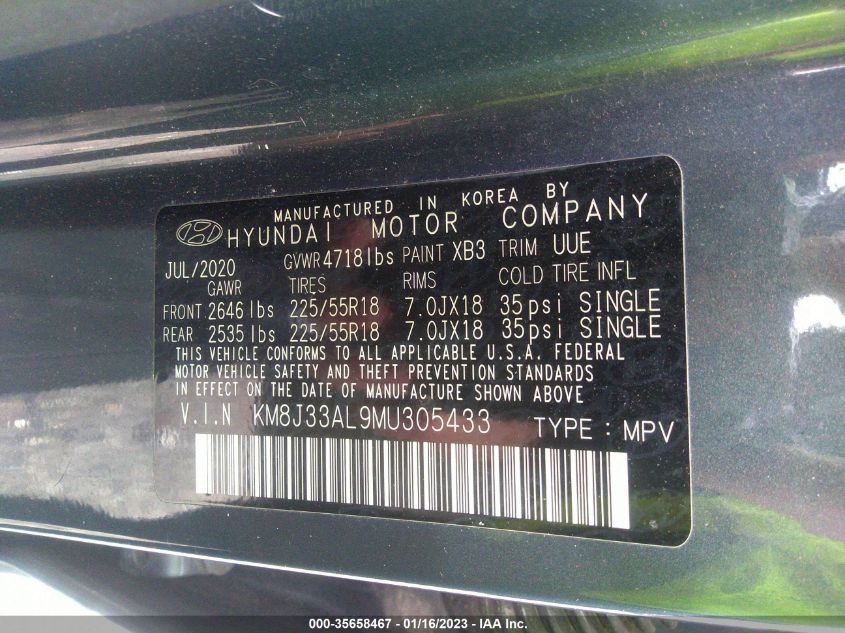 MANUFACTURED IN KOREA BY
HYUNDAI MOTOR COMPANY
JUL/2020 GVWR 4718lbs PAINT XB3 TRIM UUE
GAWR TIRES RIMS COLD TIRE INFL
FRONT 2646 lbs 225/55R18 7.0JX18 35psi SINGLE
REAR 2535 lbs 225/55R18 7.0JX18 35psi SINGLE
THIS VEHICLE CONFORMS TO ALL APPLICABLE U.S.A. FEDERAL
MOTOR VEHICLE SAFETY AND THEFT PREVENTION STANDARDS
IN EFFECT ON THE DATE OF MANUFACTURE SHOWN ABOVE
V.I.N KM8J33AL9MU305433 TYPE : MPV
000-35658467 - 01/16/2023 - IAA Inc.